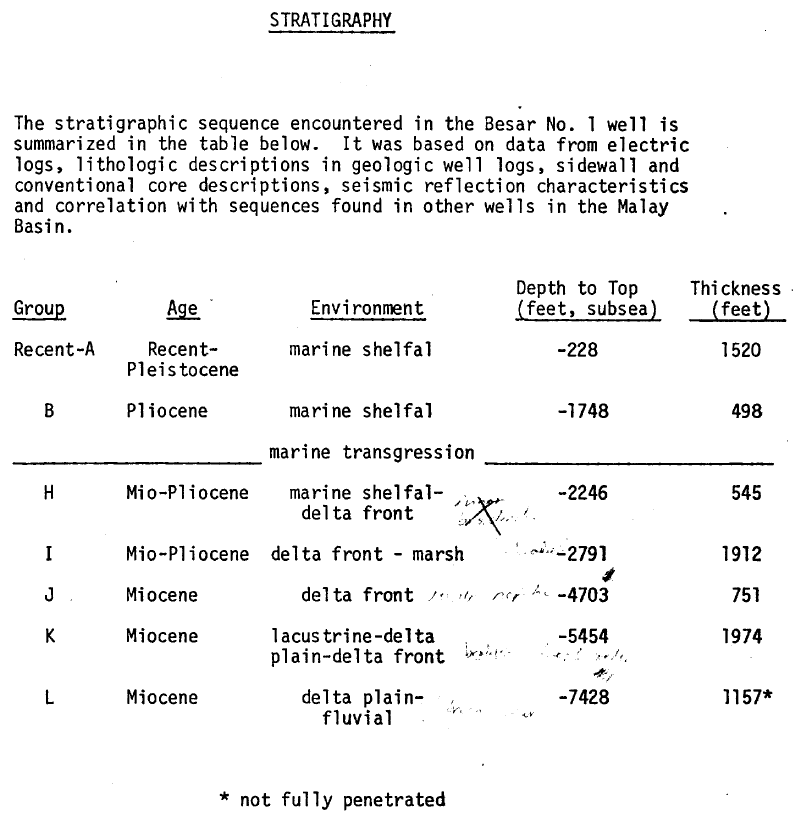 STRATIGRAPHY
The stratigraphic sequence encountered in the Besar No. 1 well is
summarized in the table below. It was based on data from electric
logs, lithologic descriptions in geologic well logs, sidewall and
conventional core descriptions, seismic reflection characteristics
and correlation with sequences found in other wells in the Malay
Basin.
Depth to Top Thickness
Group Age Environment (feet, subsea) (feet)
Recent-A Recent- marine shelfal -228 1520
Pleistocene
B Pliocene marine shelfal -1748 498
marine transgression
H Mio-Pliocene marine shelfal- -2246 545
delta front
I Mio-Pliocene delta front - marsh -2791 1912
J Miocene delta front -4703 751
K Miocene lacustrine-delta -5454 1974
plain-delta front
L Miocene delta plain- -7428 1157*
fluvial
* not fully penetrated